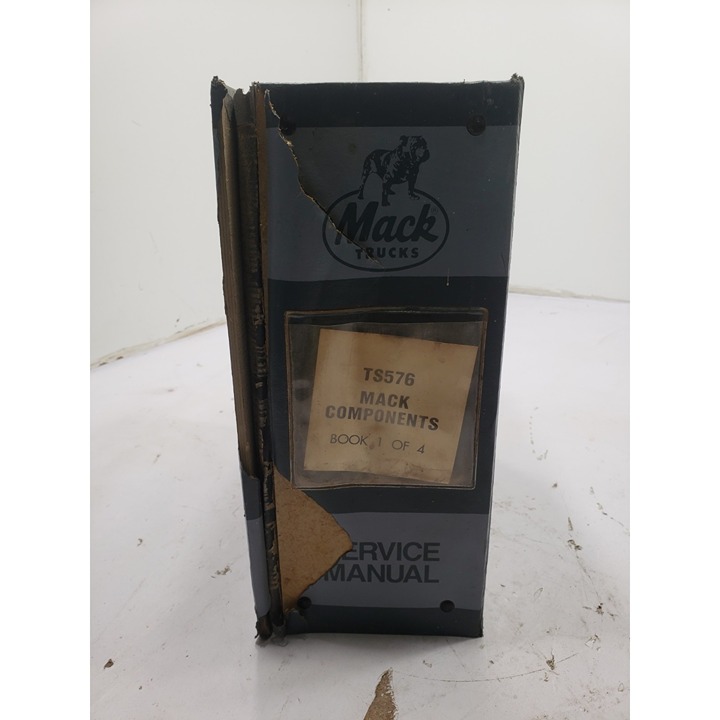 Mack
TRUCKS
TS576
MACK
COMPONENTS
BOOK 1 OF 4
SERVICE
MANUAL